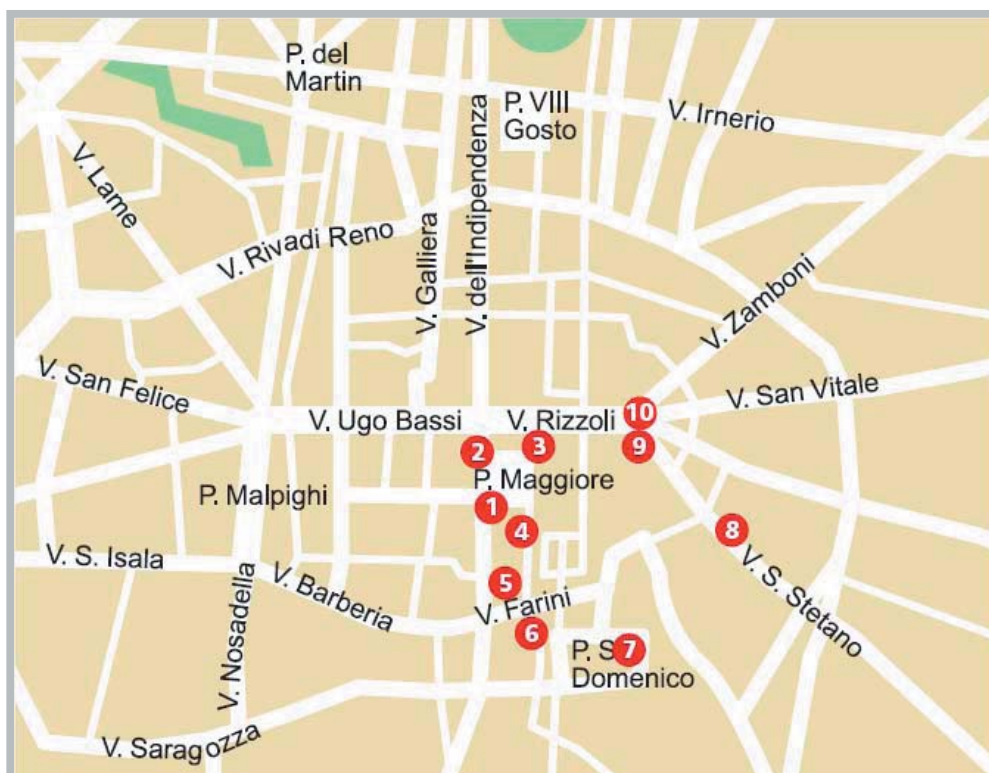 P. del
Martin
P. VIII
Gosto
V. Irnerio
V. Lame
V. Rivadi Reno
V. Galliera
V. dell'Indipendenza
V. Zamboni
V. San Felice
V. San Vitale
V. Ugo Bassi
V. Rizzoli
10
9
2
3
P. Maggiore
P. Malpighi
1
4
8
V. S. Isala
V. Nosadella
V. Barberia
5
V. Farini
V. S. Stetano
6
P. S
7
Domenico
V. Saragozza